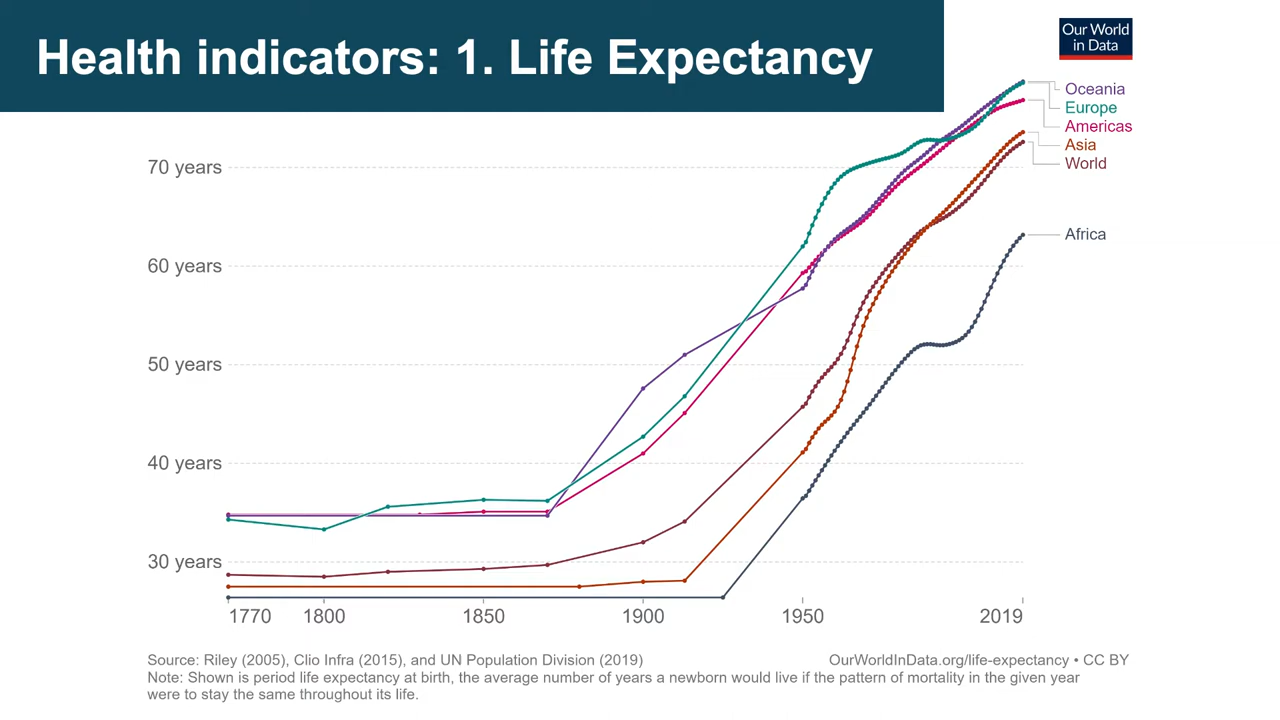 Health indicators: 1. Life Expectancy
Our World
in Data
Oceania
Europe
Americas
Asia
World
Africa
70 years
60 years
50 years
40 years
30 years
1770 1800 1850 1900 1950 2019
Source: Riley (2005), Clio Infra (2015), and UN Population Division (2019)
OurWorldInData.org/life-expectancy • CC BY
Note: Shown is period life expectancy at birth, the average number of years a newborn would live if the pattern of mortality in the given year
were to stay the same throughout its life.